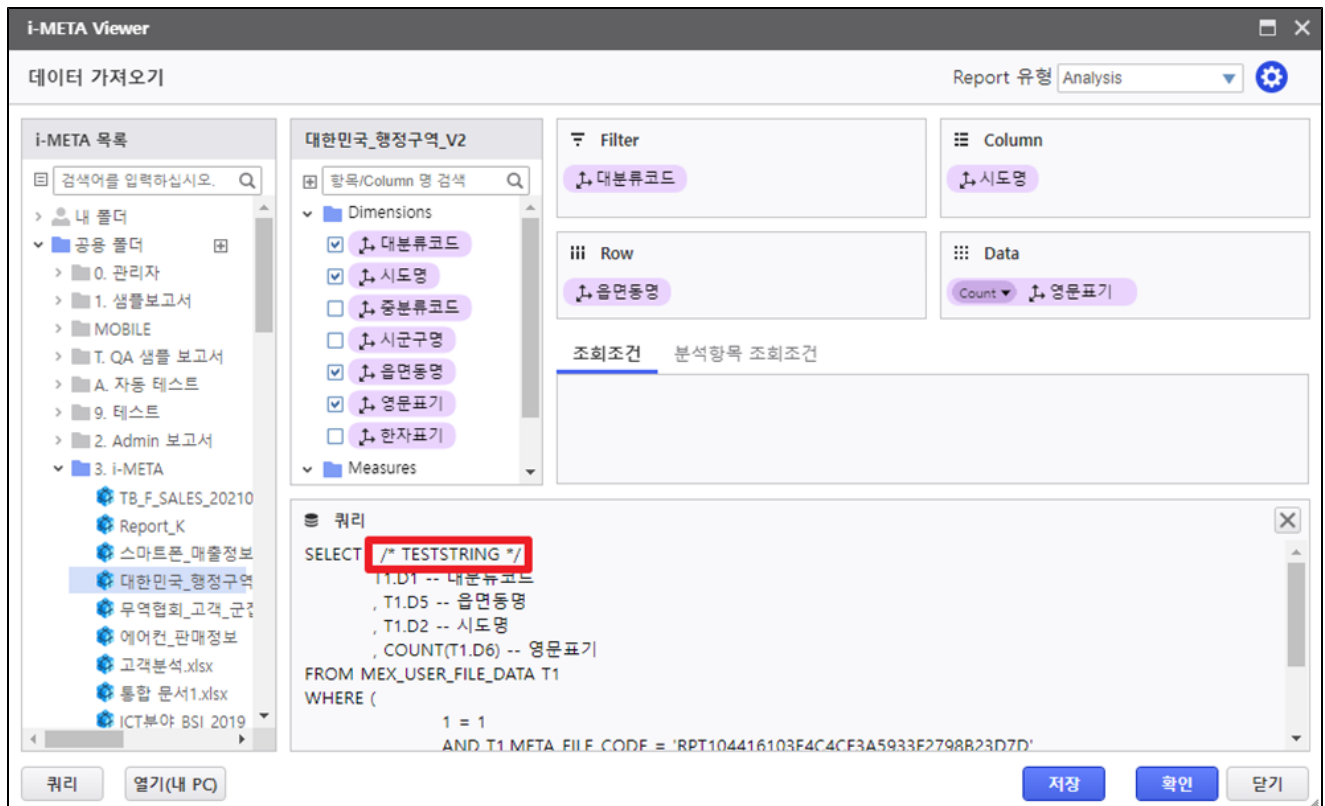 i-META Viewer
데이터 가져오기
Report 유형 Analysis
i-META 목록
검색어를 입력하십시오.
내 폴더
공용 폴더
0. 관리자
1. 샘플보고서
MOBILE
T. QA 샘플 보고서
A. 자동 테스트
9. 테스트
2. Admin 보고서
3. i-META
TB_F_SALES_20210
Report_K
스마트폰_매출정보
대한민국_행정구역
무역협회_고객_군집
에어컨_판매정보
고객분석.xlsx
통합 문서1.xlsx
ICT분야 BSI 2019
대한민국_행정구역_V2
항목/Column 명 검색
Dimensions
대분류코드
시도명
중분류코드
시군구명
읍면동명
영문표기
한자표기
Measures
Filter
대분류코드
Column
시도명
Row
읍면동명
Data
Count 영문표기
조회조건 분석항목 조회조건
쿼리
SELECT /* TESTSTRING */
T1.D1 -- 대분류코드
, T1.D5 -- 읍면동명
, T1.D2 -- 시도명
, COUNT(T1.D6) -- 영문표기
FROM MEX_USER_FILE_DATA T1
WHERE (
1 = 1
AND T1.META_FILE_CODE = 'RPT104416103F4C4CF3A5933F2798B23D7D'
쿼리 열기(내 PC) 저장 확인 닫기